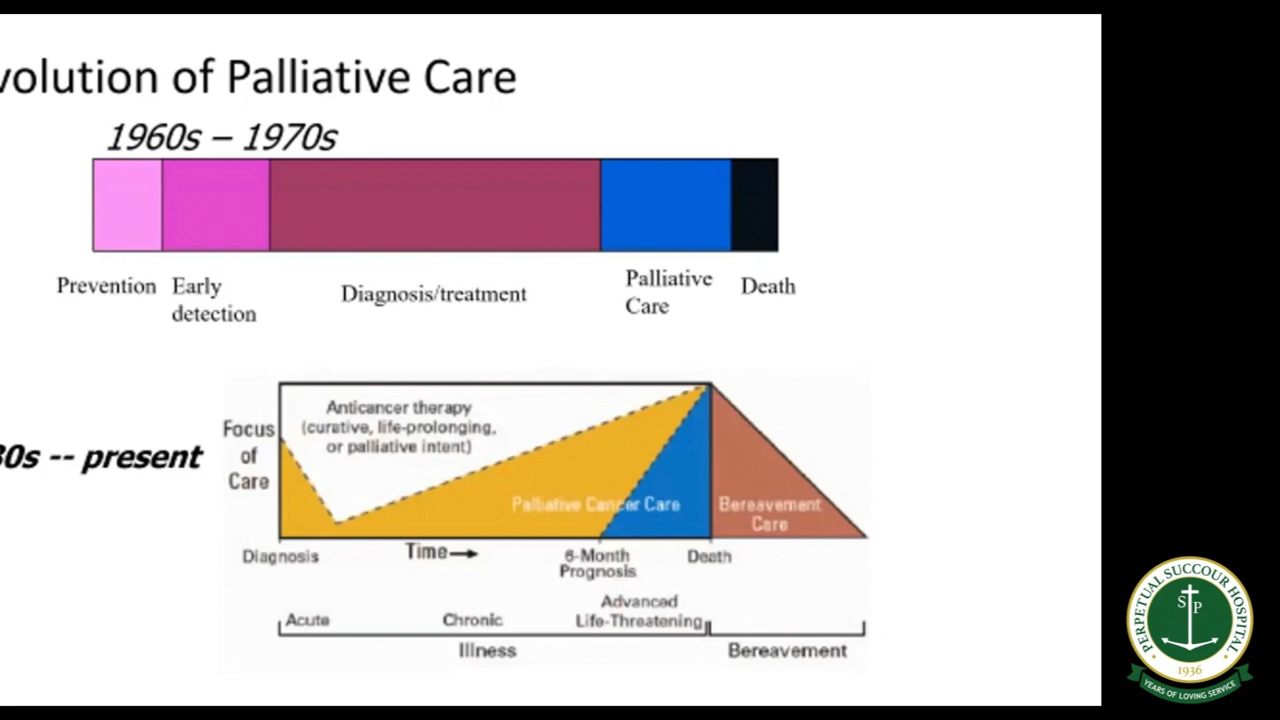 volution of Palliative Care
1960s – 1970s
Prevention
Early
detection
Diagnosis/treatment
Palliative
Care
Death
80s -- present
Focus
of
Care
Anticancer therapy
(curative, life-prolonging,
or palliative intent)
Palliative Cancer Care
Bereavement
Care
Diagnosis
Time
6-Month
Prognosis
Death
Acute
Chronic
Advanced
Life-Threatening
Illness
Bereavement
PERPETUAL SUCCOUR HOSPITAL
S P
1936
YEARS OF LOVING SERVICE